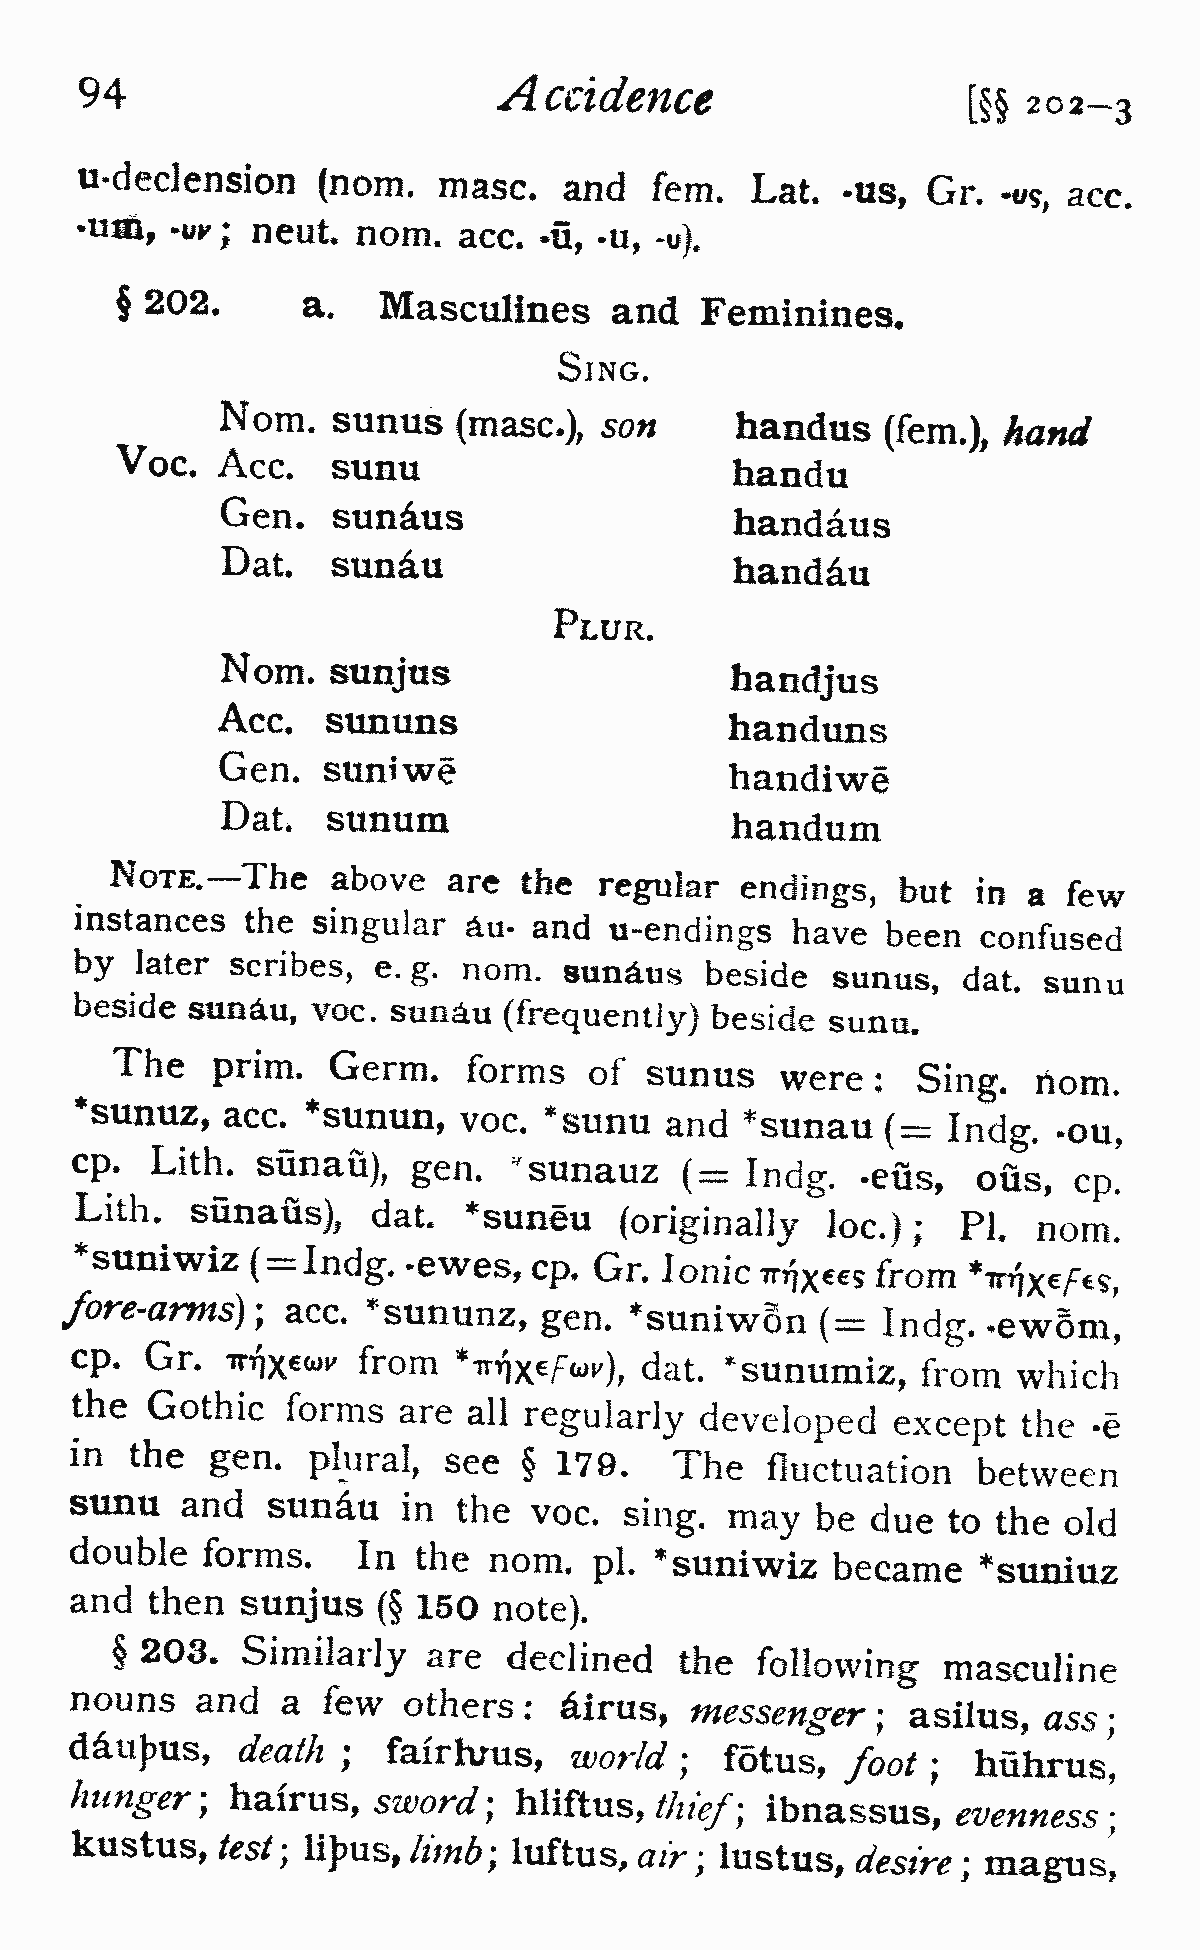 94 Accidence [§§ 202–3
u-declension (nom. masc. and fem. Lat. -us, Gr. -υς, acc.
-um̄, -υν; neut. nom. acc. -ū, -u, -υ).
§ 202. a. Masculines and Feminines.
SING.
Nom. sunus (masc.), son handus (fem.), hand
Voc. Acc. sunu handu
Gen. sunáus handáus
Dat. sunáu handáu
PLUR.
Nom. sunjus handjus
Acc. sununs handuns
Gen. suniwē handiwē
Dat. sunum handum
NOTE.—The above are the regular endings, but in a few
instances the singular áu- and u-endings have been confused
by later scribes, e. g. nom. sunáus beside sunus, dat. sunu
beside sunáu, voc. sunáu (frequently) beside sunu.
The prim. Germ. forms of sunus were: Sing. nom.
*sunuz, acc. *sunun, voc. *sunu and *sunau (= Indg. -ou,
cp. Lith. sūnaũ), gen. *sunauz (= Indg. -eũs, oũs, cp.
Lith. sūnaũs), dat. *sunēu (originally loc.); Pl. nom.
*suniwiz (=Indg. -ewes, cp. Gr. Ionic πήχεες from *πήχεϝες,
fore-arms); acc. *sununz, gen. *suniwȭn (= Indg. -ewȭm,
cp. Gr. πήχεων from *πήχεϝων), dat. *sunumiz, from which
the Gothic forms are all regularly developed except the -ē
in the gen. plural, see § 179. The fluctuation between
sunu and sunáu in the voc. sing. may be due to the old
double forms. In the nom. pl. *suniwiz became *suniuz
and then sunjus (§ 150 note).
§ 203. Similarly are declined the following masculine
nouns and a few others: áirus, messenger; asilus, ass;
dáuþus, death; faírƕus, world; fōtus, foot; hūhrus,
hunger; haírus, sword; hliftus, thief; ibnassus, evenness;
kustus, test; liþus, limb; luftus, air; lustus, desire; magus,